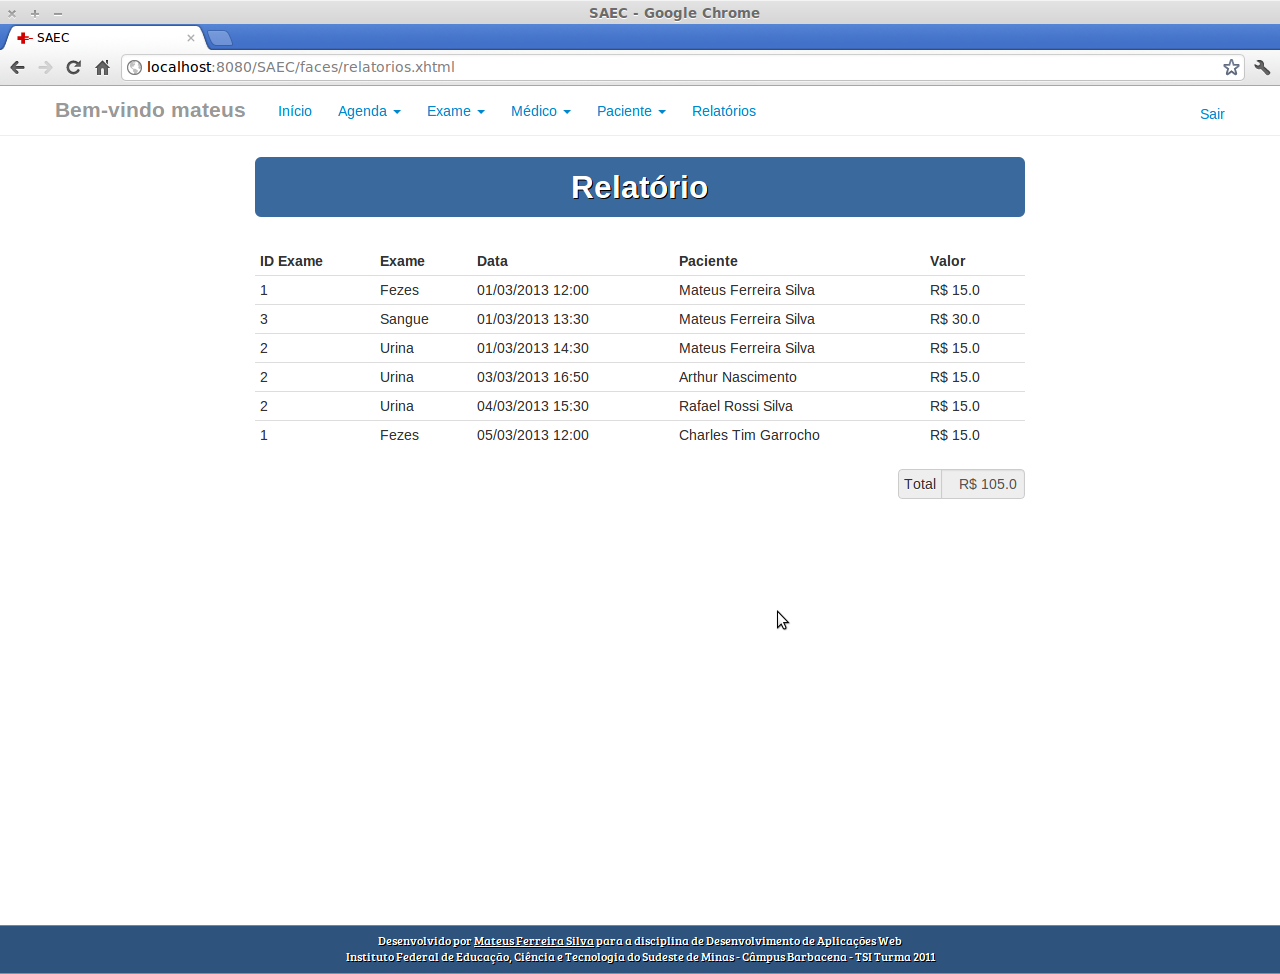 SAEC - Google Chrome
SAEC
localhost:8080/SAEC/faces/relatorios.xhtml
Bem-vindo mateus Início Agenda Exame Médico Paciente Relatórios Sair
Relatório
ID Exame Exame Data Paciente Valor
1 Fezes 01/03/2013 12:00 Mateus Ferreira Silva R$ 15.0
3 Sangue 01/03/2013 13:30 Mateus Ferreira Silva R$ 30.0
2 Urina 01/03/2013 14:30 Mateus Ferreira Silva R$ 15.0
2 Urina 03/03/2013 16:50 Arthur Nascimento R$ 15.0
2 Urina 04/03/2013 15:30 Rafael Rossi Silva R$ 15.0
1 Fezes 05/03/2013 12:00 Charles Tim Garrocho R$ 15.0
Total R$ 105.0
Desenvolvido por Mateus Ferreira Silva para a disciplina de Desenvolvimento de Aplicações Web
Instituto Federal de Educação, Ciência e Tecnologia do Sudeste de Minas - Câmpus Barbacena - TSI Turma 2011